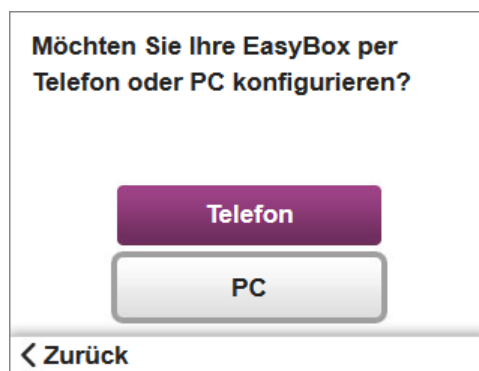 Möchten Sie Ihre EasyBox per
Telefon oder PC konfigurieren?
Telefon
PC
Zurück